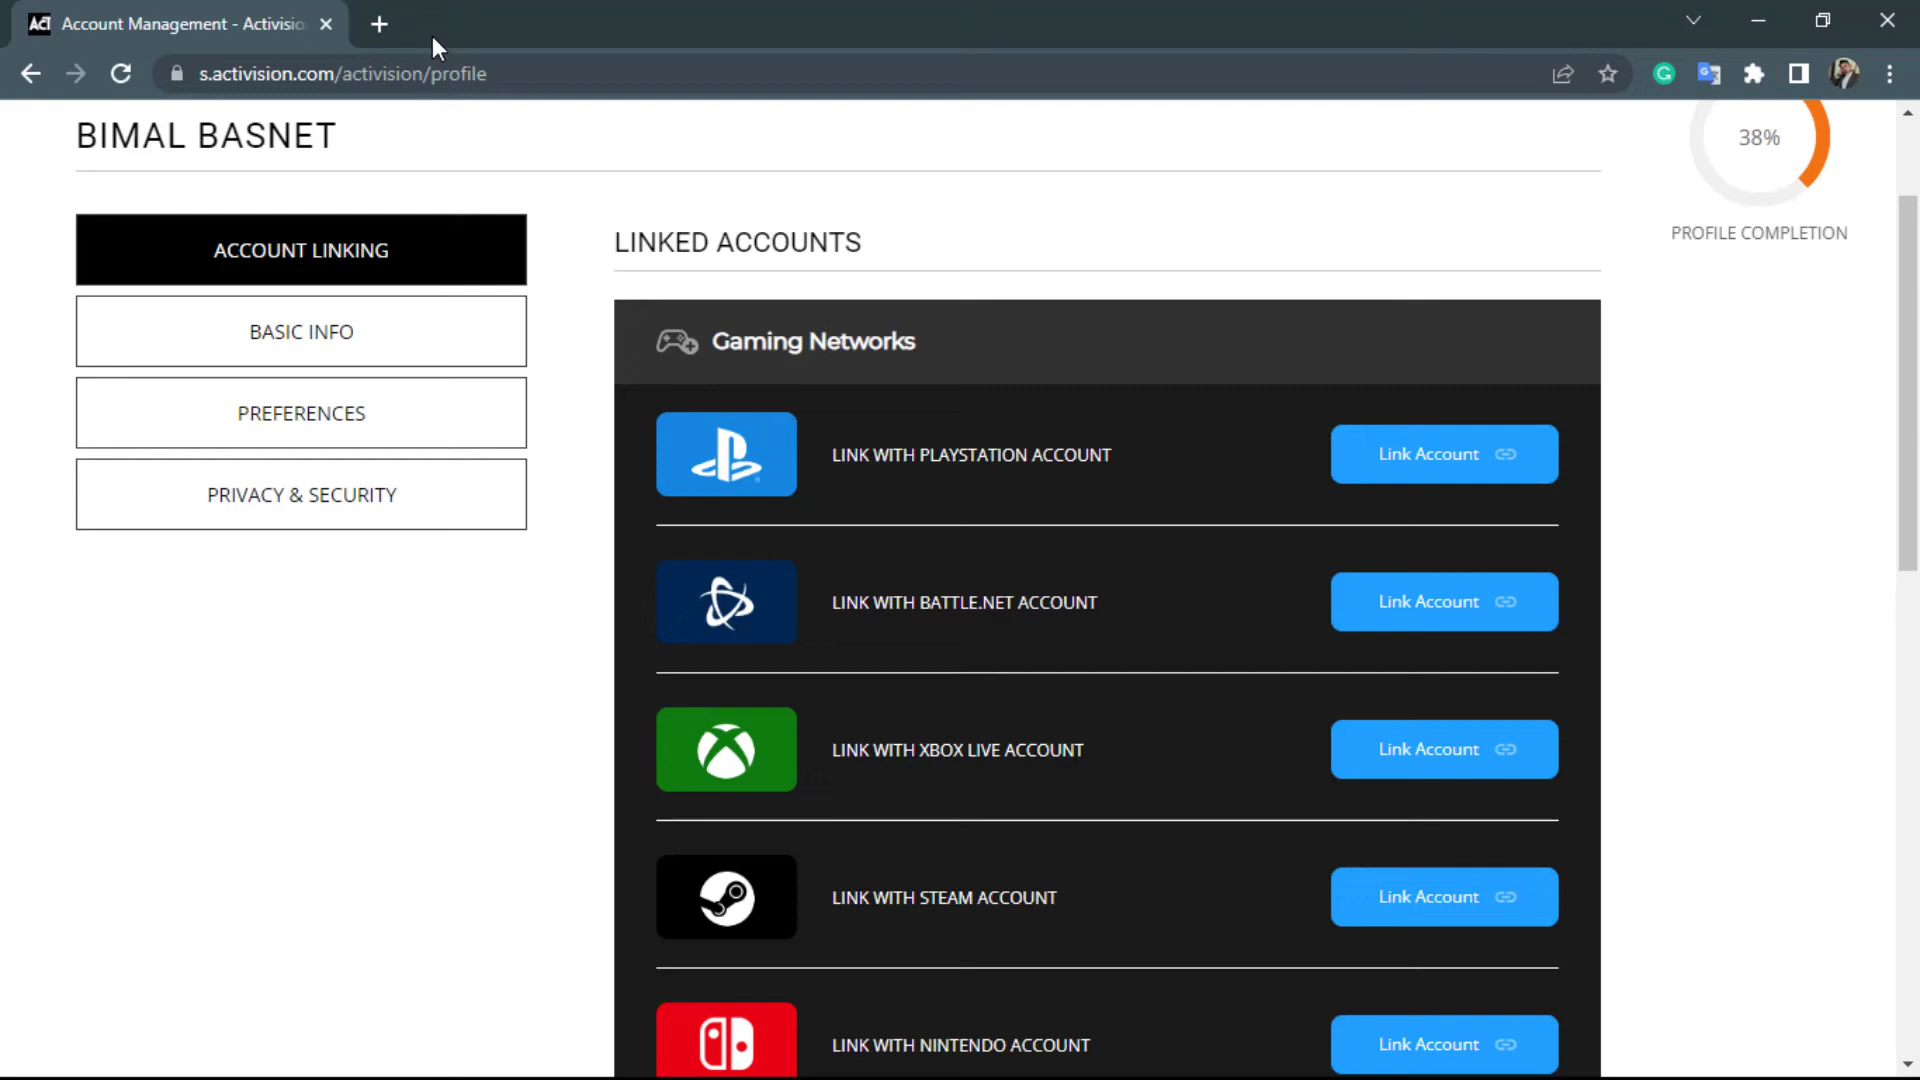 Account Management - Activisio
s.activision.com/activision/profile
BIMAL BASNET
38%
PROFILE COMPLETION
ACCOUNT LINKING
BASIC INFO
PREFERENCES
PRIVACY & SECURITY
LINKED ACCOUNTS
Gaming Networks
LINK WITH PLAYSTATION ACCOUNT
Link Account
LINK WITH BATTLE.NET ACCOUNT
Link Account
LINK WITH XBOX LIVE ACCOUNT
Link Account
LINK WITH STEAM ACCOUNT
Link Account
LINK WITH NINTENDO ACCOUNT
Link Account